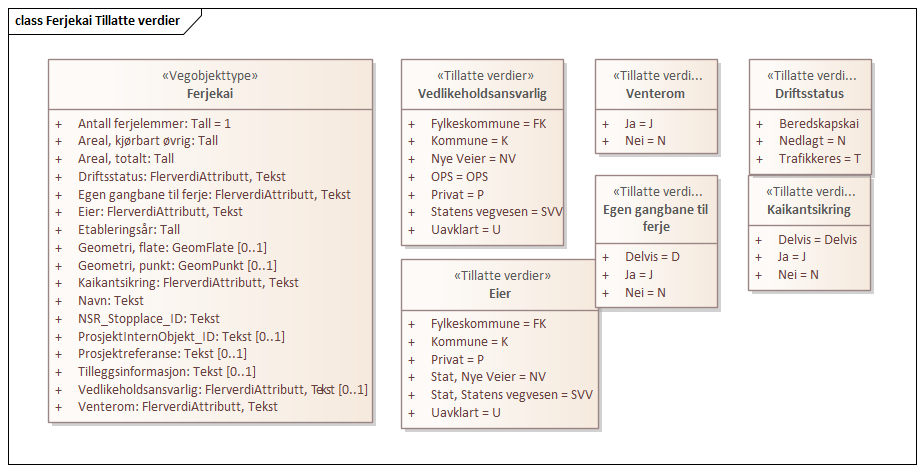 class Ferjekai Tillatte verdier
«Vegobjekttype»
Ferjekai
+ Antall ferjelemmer: Tall = 1
+ Areal, kjørbart øvrig: Tall
+ Areal, totalt: Tall
+ Driftsstatus: FlerverdiAttributt, Tekst
+ Egen gangbane til ferje: FlerverdiAttributt, Tekst
+ Eier: FlerverdiAttributt, Tekst
+ Etableringsår: Tall
+ Geometri, flate: GeomFlate [0..1]
+ Geometri, punkt: GeomPunkt [0..1]
+ Kaikantsikring: FlerverdiAttributt, Tekst
+ Navn: Tekst
+ NSR_Stopplace_ID: Tekst
+ ProsjektInternObjekt_ID: Tekst [0..1]
+ Prosjektreferanse: Tekst [0..1]
+ Tilleggsinformasjon: Tekst [0..1]
+ Vedlikeholdsansvarlig: FlerverdiAttributt, Tekst [0..1]
+ Venterom: FlerverdiAttributt, Tekst
«Tillatte verdier»
Vedlikeholdsansvarlig
+ Fylkeskommune = FK
+ Kommune = K
+ Nye Veier = NV
+ OPS = OPS
+ Privat = P
+ Statens vegvesen = SVV
+ Uavklart = U
«Tillatte verdier»
Eier
+ Fylkeskommune = FK
+ Kommune = K
+ Privat = P
+ Stat, Nye Veier = NV
+ Stat, Statens vegvesen = SVV
+ Uavklart = U
«Tillatte verdi...
Venterom
+ Ja = J
+ Nei = N
«Tillatte verdi...
Egen gangbane til
ferje
+ Delvis = D
+ Ja = J
+ Nei = N
«Tillatte verdi...
Driftsstatus
+ Beredskapskai
+ Nedlagt = N
+ Trafikkeres = T
«Tillatte verdi...
Kaikantsikring
+ Delvis = Delvis
+ Ja = J
+ Nei = N